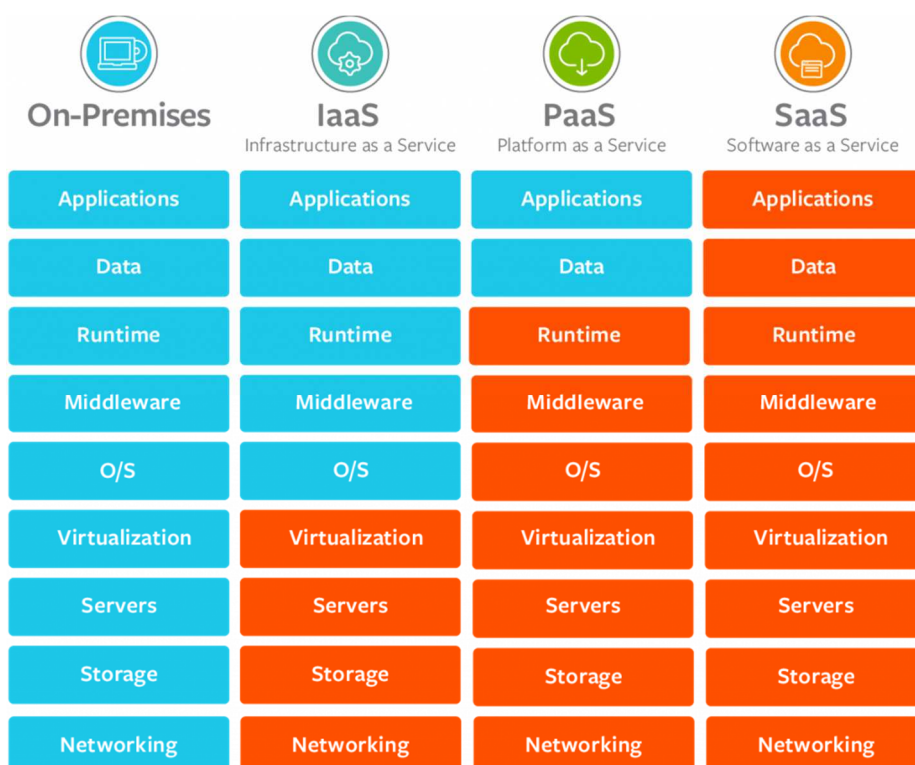 On-Premises
IaaS
Infrastructure as a Service
PaaS
Platform as a Service
SaaS
Software as a Service
Applications Applications Applications Applications
Data Data Data Data
Runtime Runtime Runtime Runtime
Middleware Middleware Middleware Middleware
O/S O/S O/S O/S
Virtualization Virtualization Virtualization Virtualization
Servers Servers Servers Servers
Storage Storage Storage Storage
Networking Networking Networking Networking